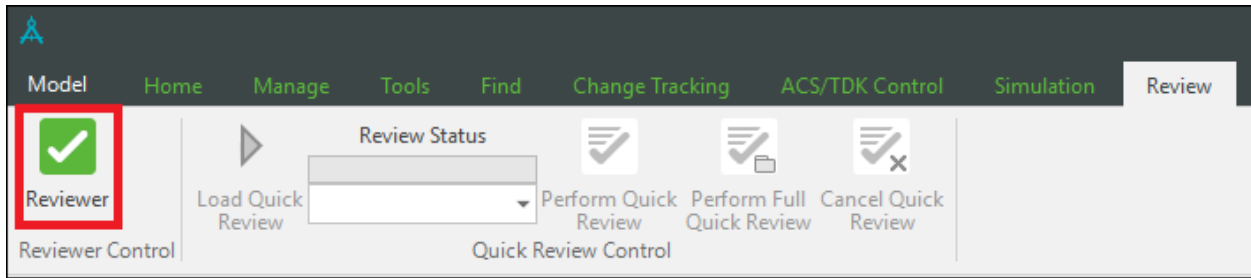 Model Home Manage Tools Find Change Tracking ACS/TDK Control Simulation Review
Reviewer
Reviewer Control
Load Quick
Review
Review Status
Perform Quick
Review
Perform Full
Quick Review
Cancel Quick
Review
Quick Review Control